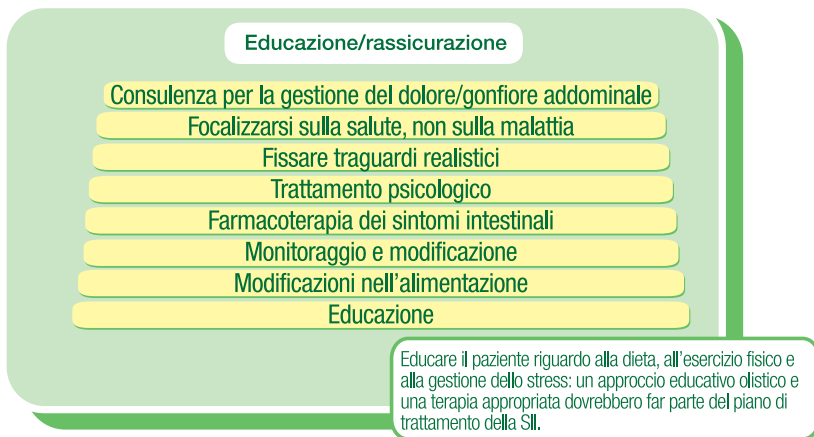 Educazione/rassicurazione
Consulenza per la gestione del dolore/gonfiore addominale
Focalizzarsi sulla salute, non sulla malattia
Fissare traguardi realistici
Trattamento psicologico
Farmacoterapia dei sintomi intestinali
Monitoraggio e modificazione
Modificazioni nell'alimentazione
Educazione
Educare il paziente riguardo alla dieta, all'esercizio fisico e
alla gestione dello stress: un approccio educativo olistico e
una terapia appropriata dovrebbero far parte del piano di
trattamento della SII.